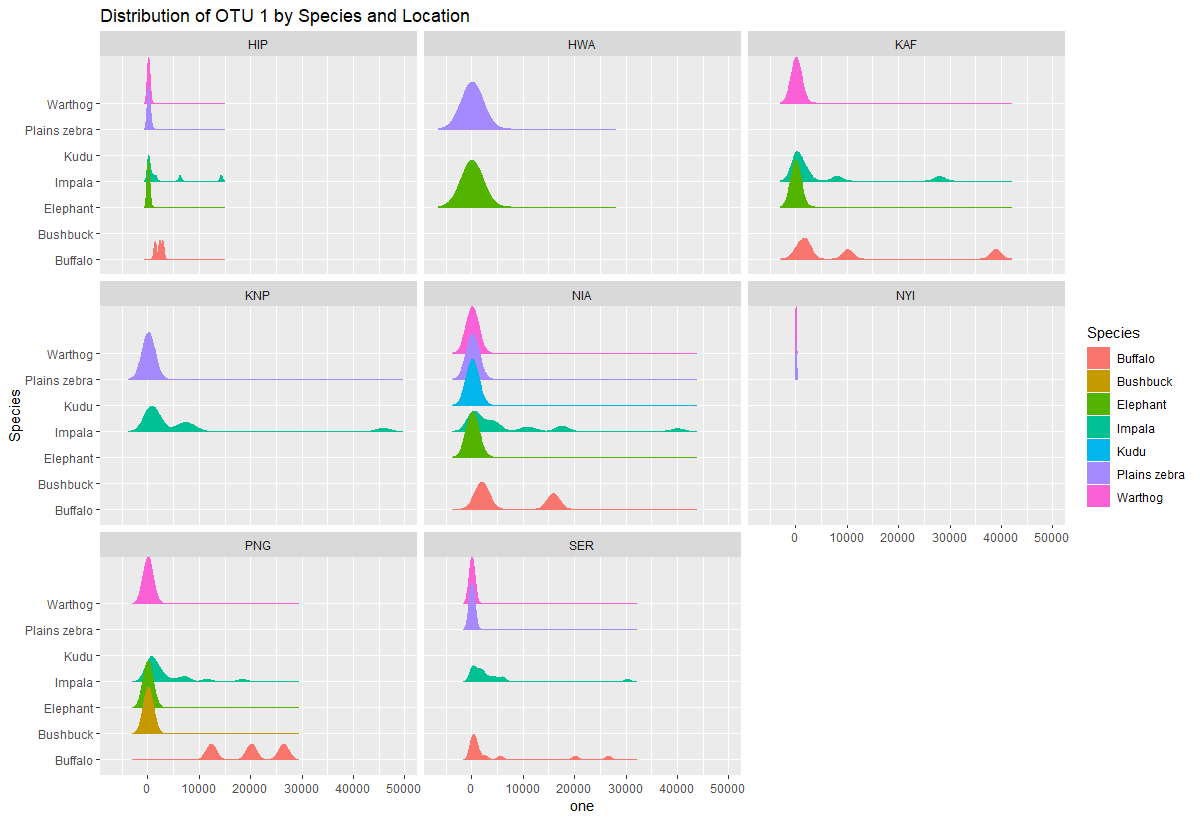 Distribution of OTU 1 by Species and Location
HIP
HWA
KAF
Warthog
Plains zebra
Kudu
Impala
Elephant
Bushbuck
Buffalo
KNP
NIA
NYI
Warthog
Plains zebra
Kudu
Impala
Elephant
Bushbuck
Buffalo
0 10000 20000 30000 40000 50000
PNG
SER
Warthog
Plains zebra
Kudu
Impala
Elephant
Bushbuck
Buffalo
0 10000 20000 30000 40000 50000
0 10000 20000 30000 40000 50000
one
Species
Species
Buffalo
Bushbuck
Elephant
Impala
Kudu
Plains zebra
Warthog